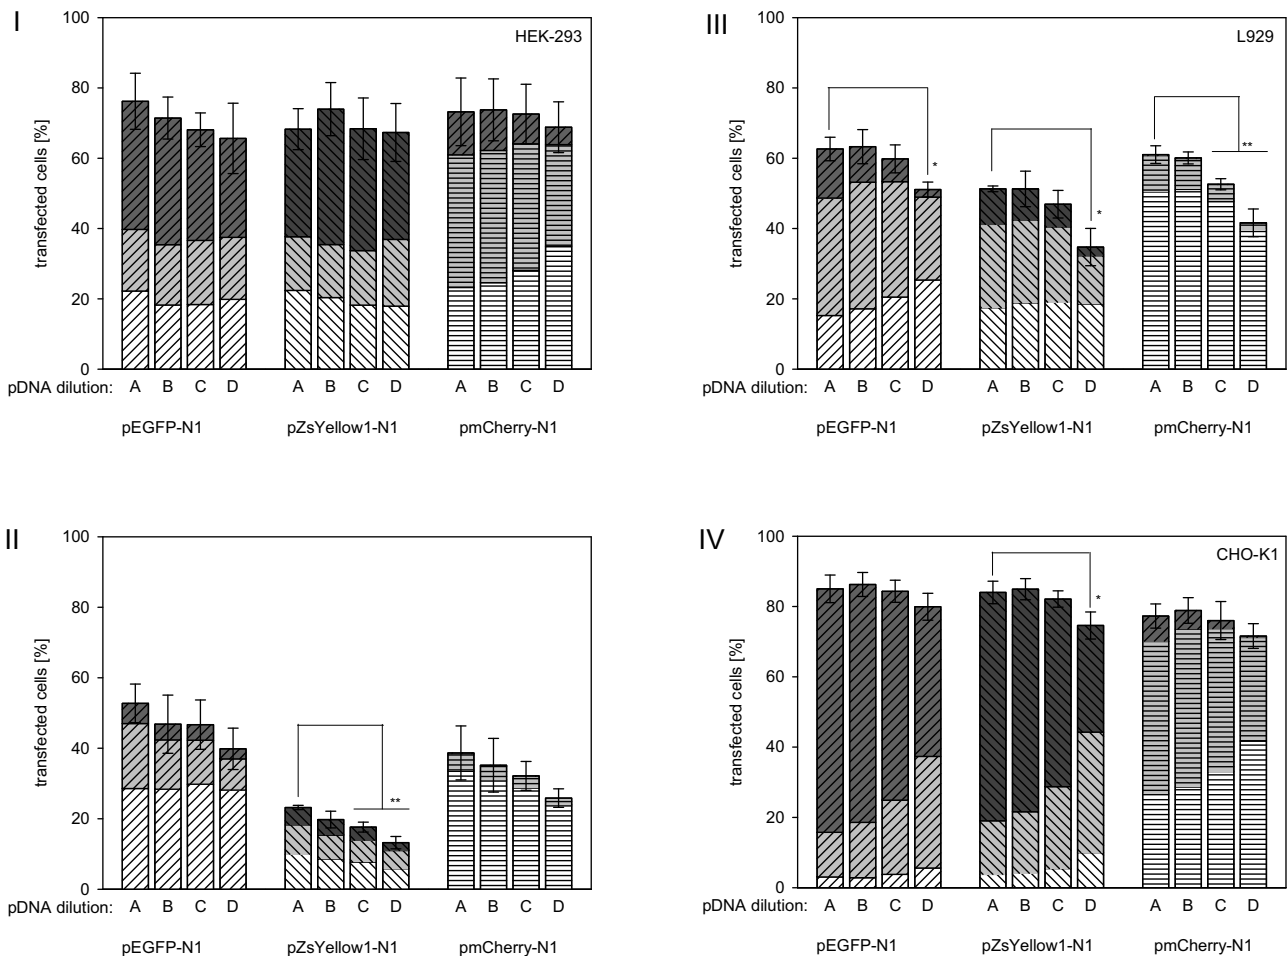 I
HEK-293
100
80
60
40
20
0
transfected cells [%]
pDNA dilution: A B C D A B C D A B C D
pEGFP-N1 pZsYellow1-N1 pmCherry-N1
III
L929
100
80
60
40
20
0
transfected cells [%]
*
*
**
pDNA dilution: A B C D A B C D A B C D
pEGFP-N1 pZsYellow1-N1 pmCherry-N1
II
100
80
60
40
20
0
transfected cells [%]
**
pDNA dilution: A B C D A B C D A B C D
pEGFP-N1 pZsYellow1-N1 pmCherry-N1
IV
CHO-K1
100
80
60
40
20
0
transfected cells [%]
*
pDNA dilution: A B C D A B C D A B C D
pEGFP-N1 pZsYellow1-N1 pmCherry-N1